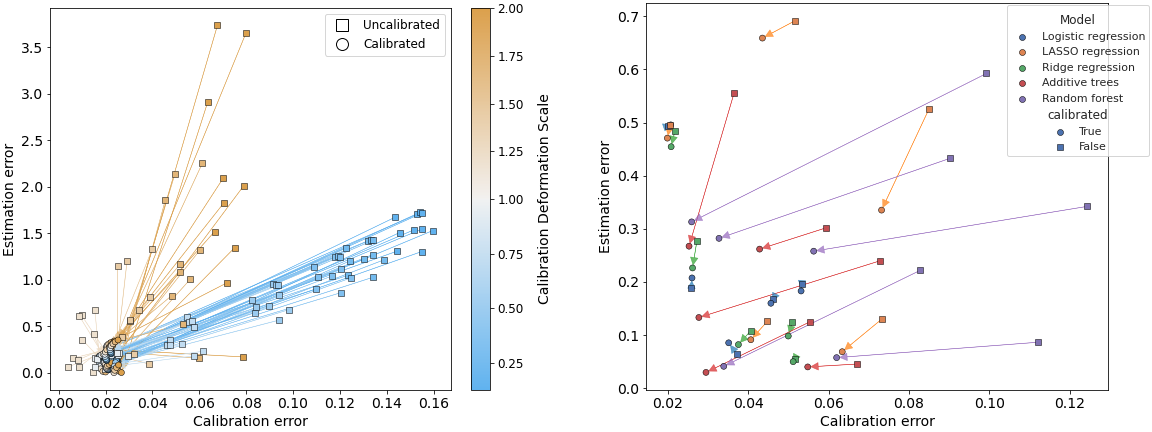 Estimation error
3.5
3.0
2.5
2.0
1.5
1.0
0.5
0.0
0.00
0.02
0.04
0.06
0.08
0.10
0.12
0.14
0.16
Calibration error
Uncalibrated
Calibrated
2.00
1.75
1.50
1.25
1.00
0.75
0.50
0.25
Calibration Deformation Scale
Estimation error
0.7
0.6
0.5
0.4
0.3
0.2
0.1
0.0
0.02
0.04
0.06
0.08
0.10
0.12
Calibration error
Model
Logistic regression
LASSO regression
Ridge regression
Additive trees
Random forest
calibrated
True
False